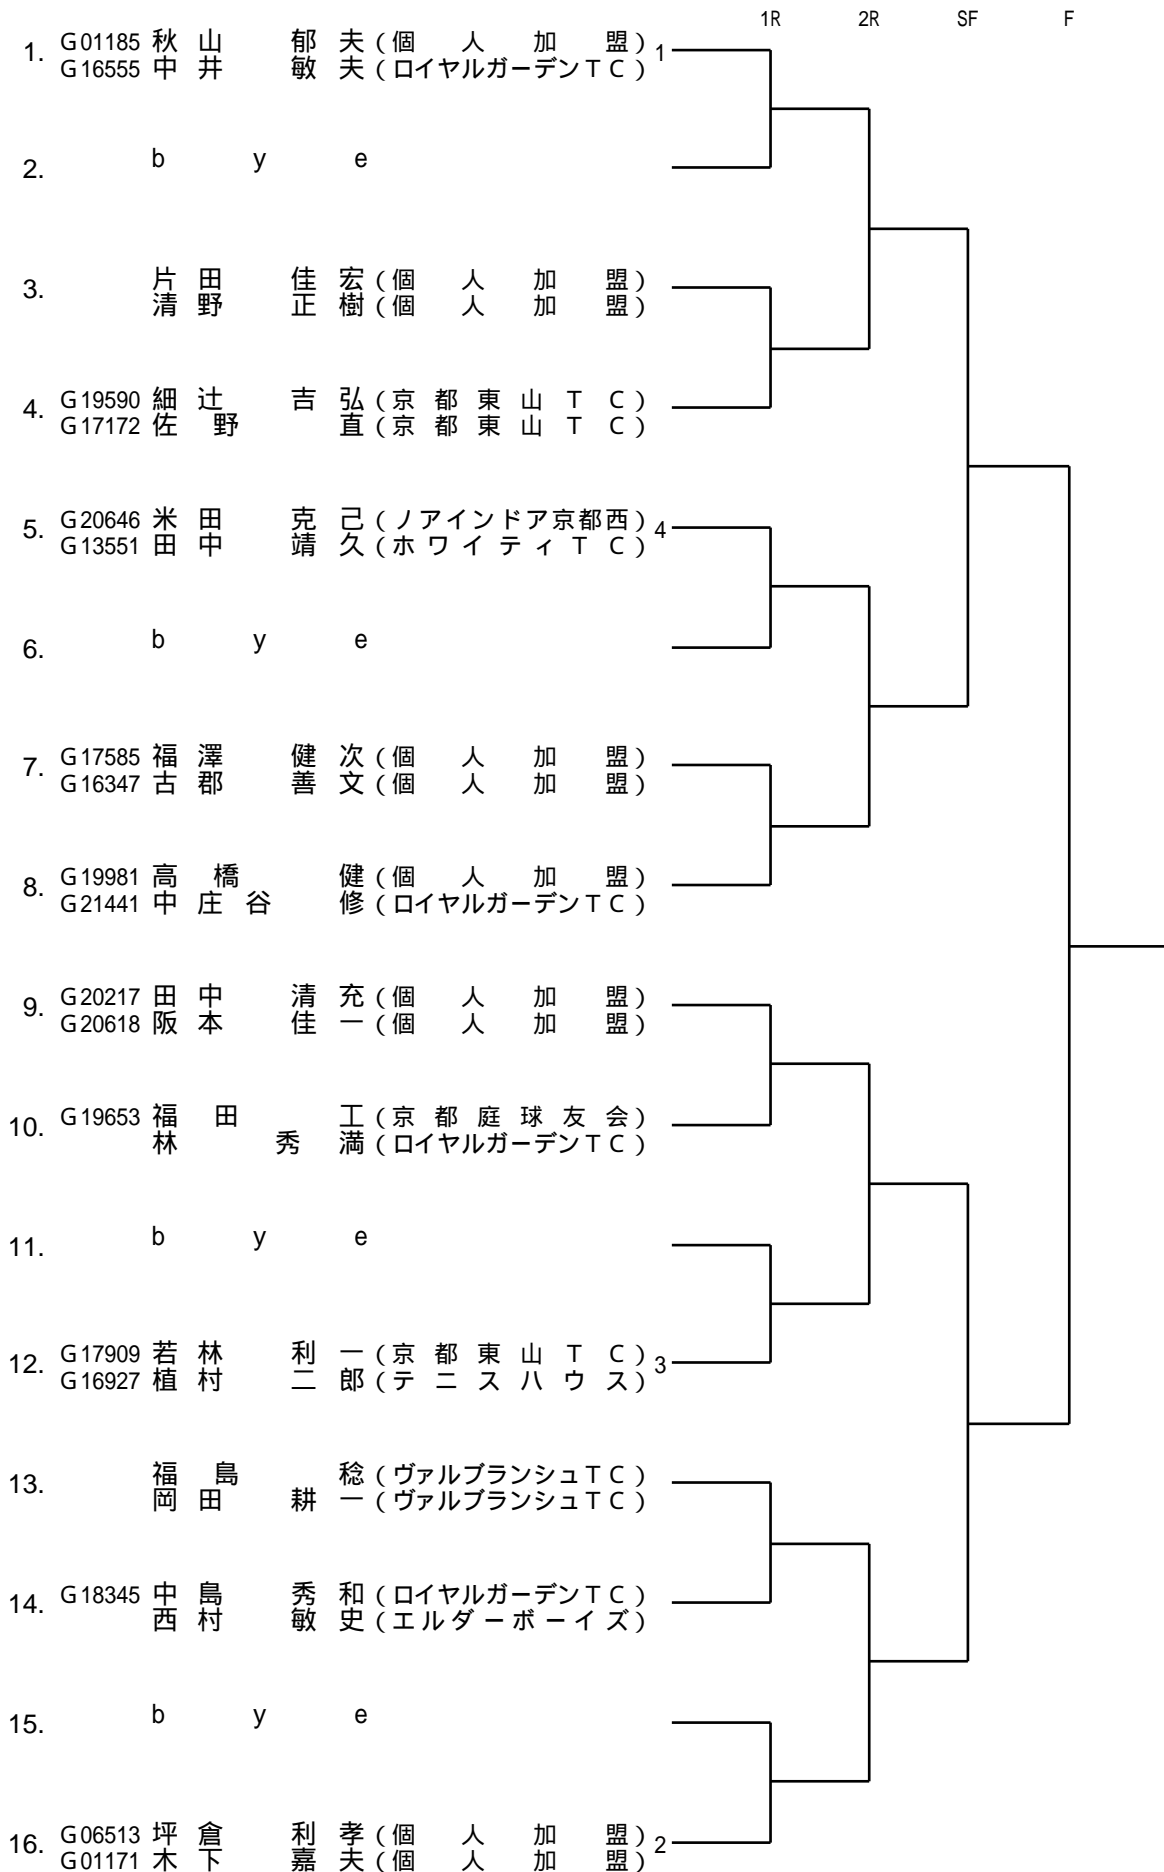 1R 2R SF F
1. G01185 秋山 郁夫 (個人加盟) 1
G16555 中井 敏夫 (ロイヤルガーデンTC)
2. bye
3. 片田 佳宏 (個人加盟)
清野 正樹 (個人加盟)
4. G19590 細辻 吉弘 (京都東山TC)
G17172 佐野 直 (京都東山TC)
5. G20646 米田 克己 (ノアインドア京都西) 4
G13551 田中 靖久 (ホワイティTC)
6. bye
7. G17585 福澤 健次 (個人加盟)
G16347 古郡 善文 (個人加盟)
8. G19981 高橋 健 (個人加盟)
G21441 中庄谷 修 (ロイヤルガーデンTC)
9. G20217 田中 清充 (個人加盟)
G20618 阪本 佳一 (個人加盟)
10. G19653 福田 工 (京都庭球友会)
林 秀満 (ロイヤルガーデンTC)
11. bye
12. G17909 若林 利一 (京都東山TC) 3
G16927 植村 二郎 (テニスハウス)
13. 福島 稔 (ヴァルブランシュTC)
岡田 耕一 (ヴァルブランシュTC)
14. G18345 中島 秀和 (ロイヤルガーデンTC)
西村 敏史 (エルダーボーイズ)
15. bye
16. G06513 坪倉 利孝 (個人加盟) 2
G01171 木下 嘉夫 (個人加盟)